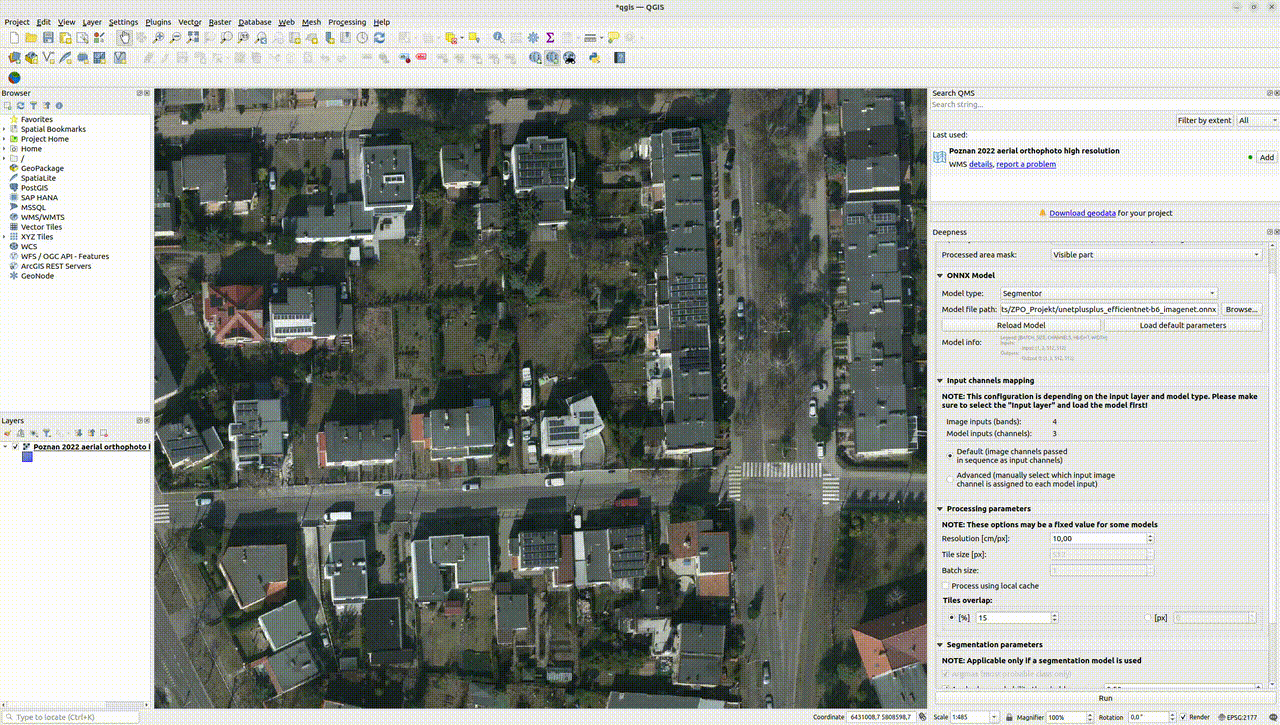 *qgis — QGIS
Project Edit View Layer Settings Plugins Vector Raster Database Web Mesh Processing Help
Browser
Favorites
Spatial Bookmarks
Project Home
Home
/
GeoPackage
SpatiaLite
PostGIS
SAP HANA
MSSQL
WMS/WMTS
Vector Tiles
XYZ Tiles
WCS
WFS / OGC API - Features
ArcGIS REST Servers
GeoNode
Layers
Poznan 2022 aerial orthophoto
Search QMS
Search string...
Filter by extent All
Last used:
Poznan 2022 aerial orthophoto high resolution
WMS details, report a problem
Add
Download geodata for your project
Deepness
Processed area mask: Visible part
ONNX Model
Model type: Segmentor
Model file path: ts/ZPO_Projekt/unetplusplus_efficientnet-b6_imagenet.onnx Browse...
Reload Model Load default parameters
Model info:
Input channels mapping
NOTE: This configuration is depending on the input layer and model type. Please make
sure to select the "Input layer" and load the model first!
Image inputs (bands): 4
Model inputs (channels): 3
Default (image channels passed
in sequence as input channels)
Advanced (manually select which input image
channel is assigned to each model input)
Processing parameters
NOTE: These options may be a fixed value for some models
Resolution [cm/px]: 10,00
Tile size [px]: 512
Batch size: 1
Process using local cache
Tiles overlap:
[%] 15 [px] 0
Segmentation parameters
NOTE: Applicable only if a segmentation model is used
Run
Type to locate (Ctrl+K) Coordinate 6431008,7 5808598,7 Scale 1:485 Magnifier 100% Rotation 0,0° Render EPSG:2177